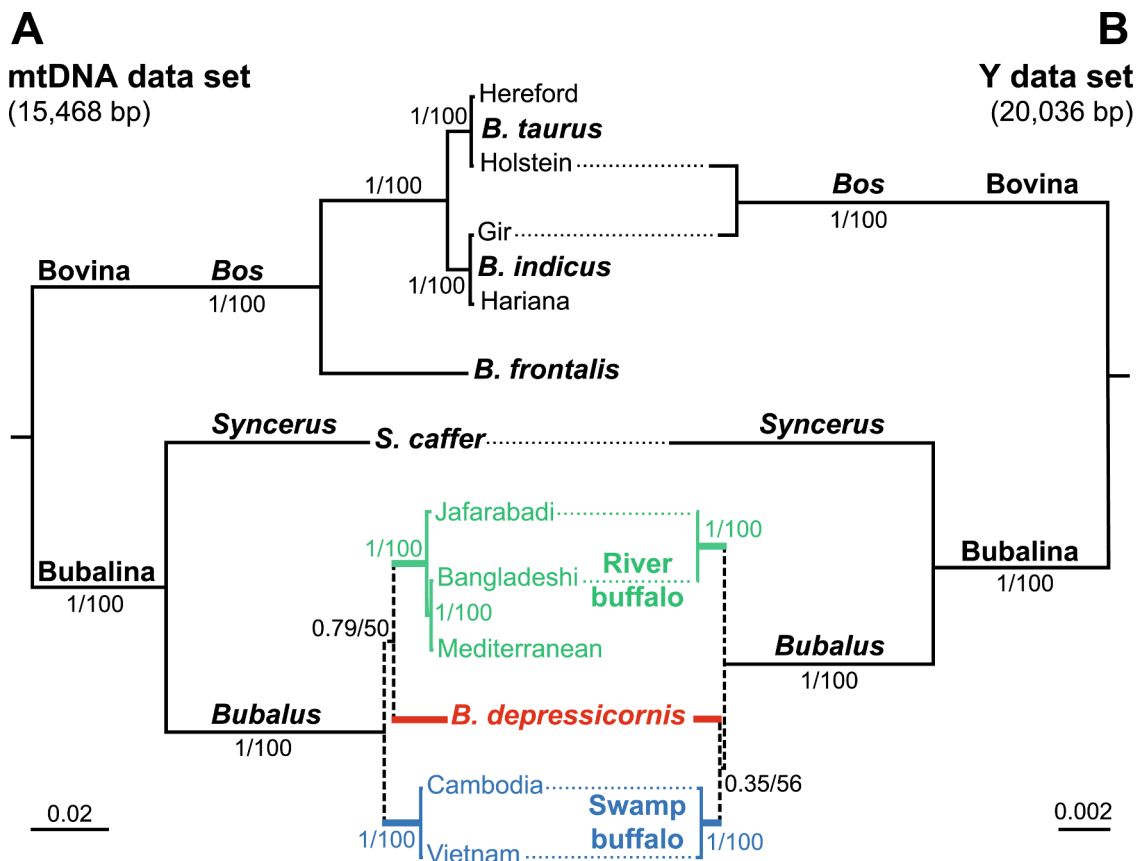 A
B
mtDNA data set
(15,468 bp)
Y data set
(20,036 bp)
Hereford
1/100
B. taurus
Holstein
1/100
Bos
Bovina
1/100
Gir
B. indicus
1/100
Hariana
Bovina
Bos
1/100
B. frontalis
Syncerus
S. caffer
Syncerus
Jafarabadi
1/100
1/100
River
buffalo
Bangladeshi
1/100
Mediterranean
Bubalina
1/100
Bubalina
1/100
0.79/50
Bubalus
1/100
Bubalus
1/100
B. depressicornis
0.35/56
Cambodia
Swamp
buffalo
1/100
1/100
Vietnam
0.02
0.002